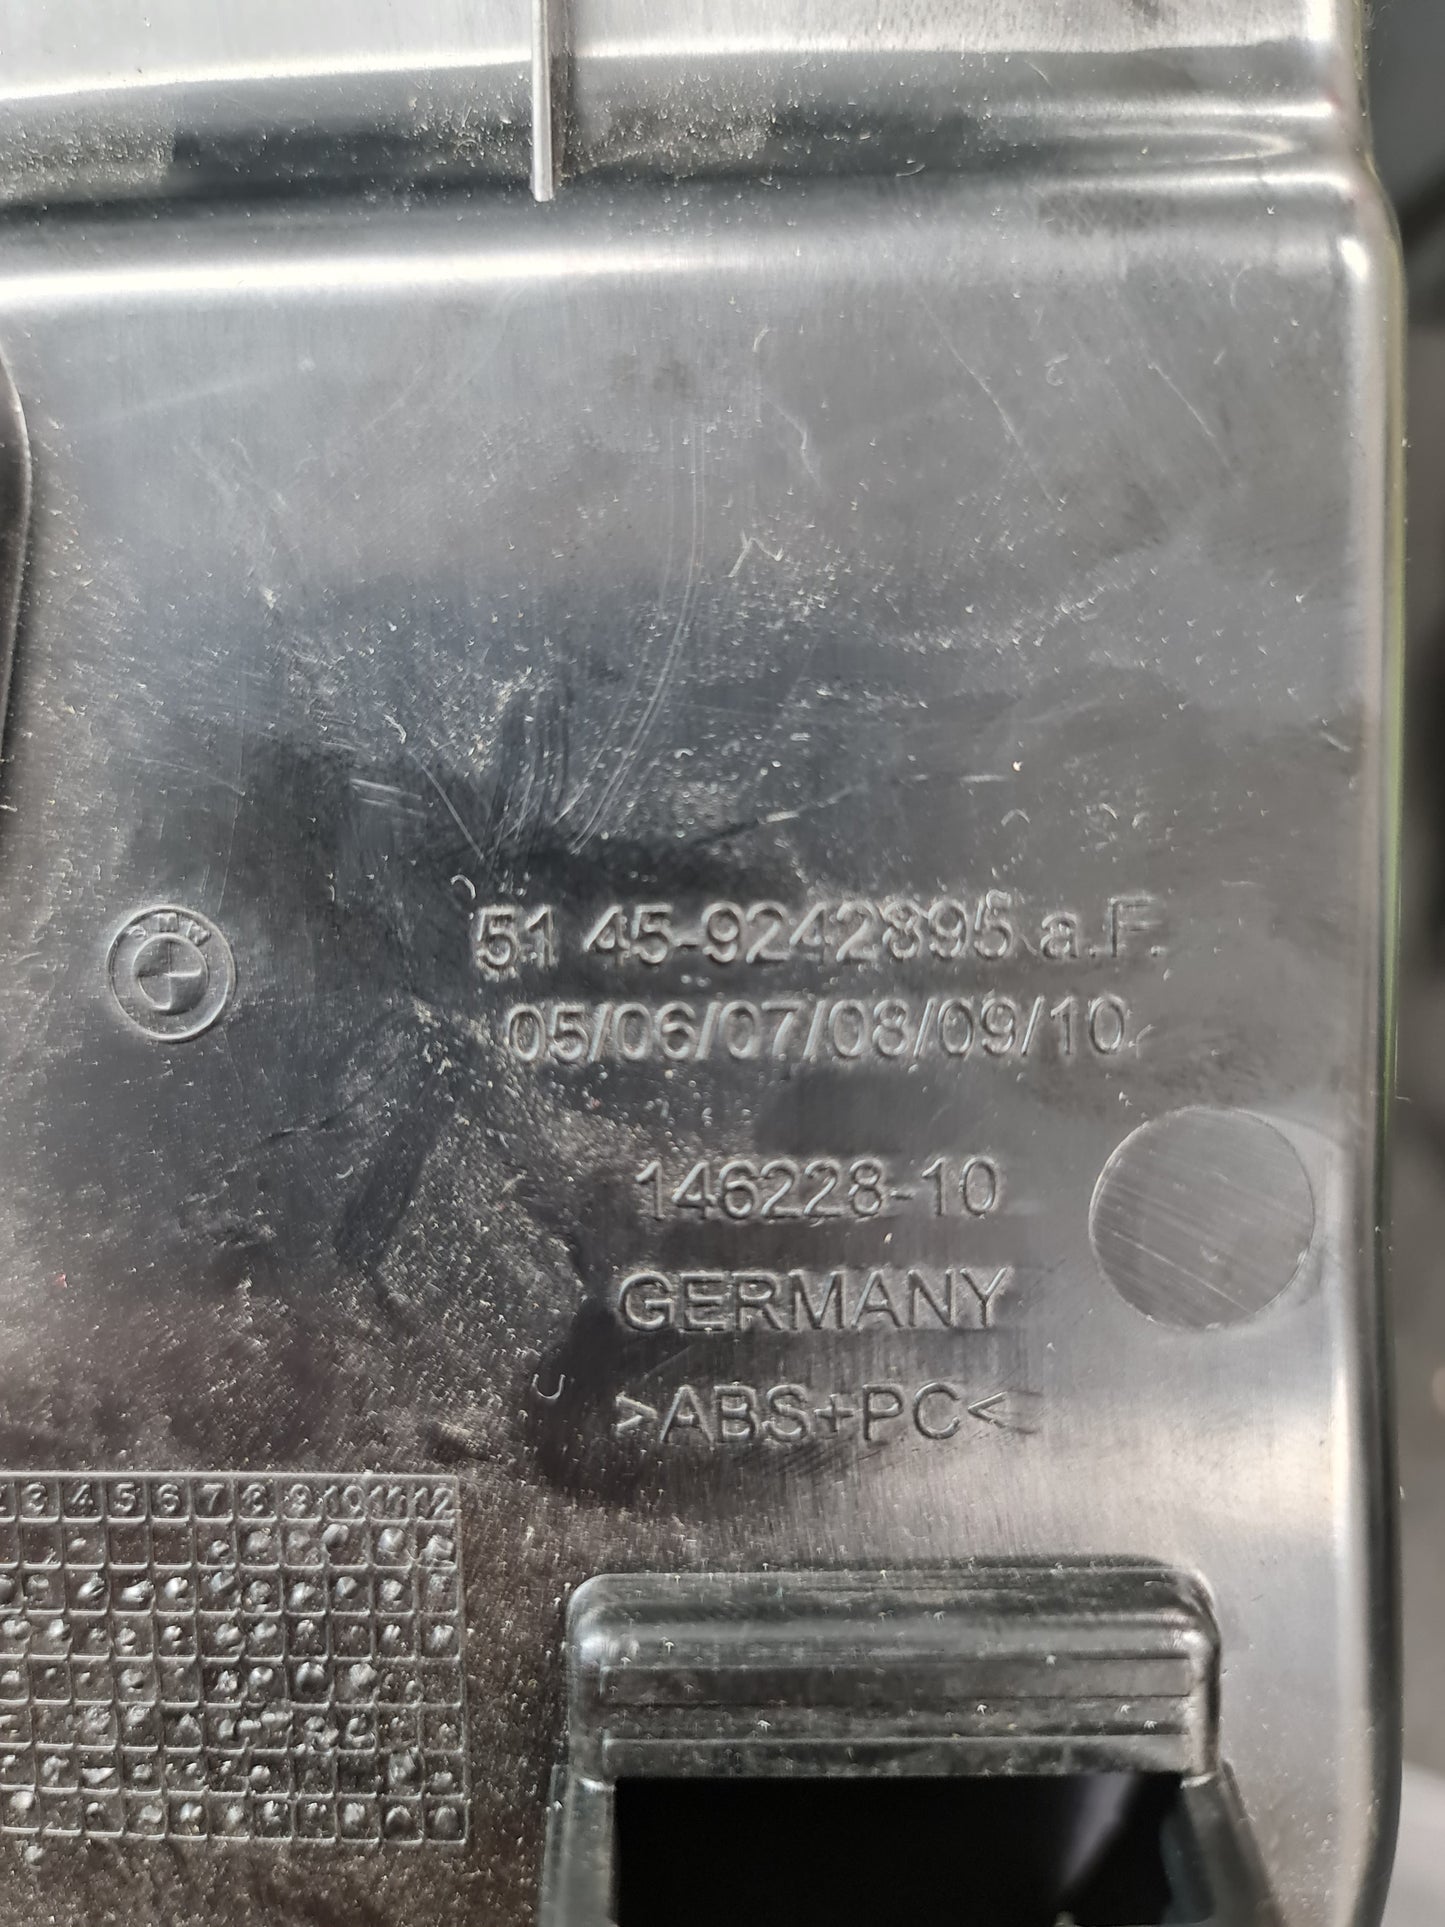 BMW
51 45-9242895 a.F.
05/06/07/08/09/10
146228-10
GERMANY
>ABS+PC<
3 4 5 6 7 8 9 10 11 12